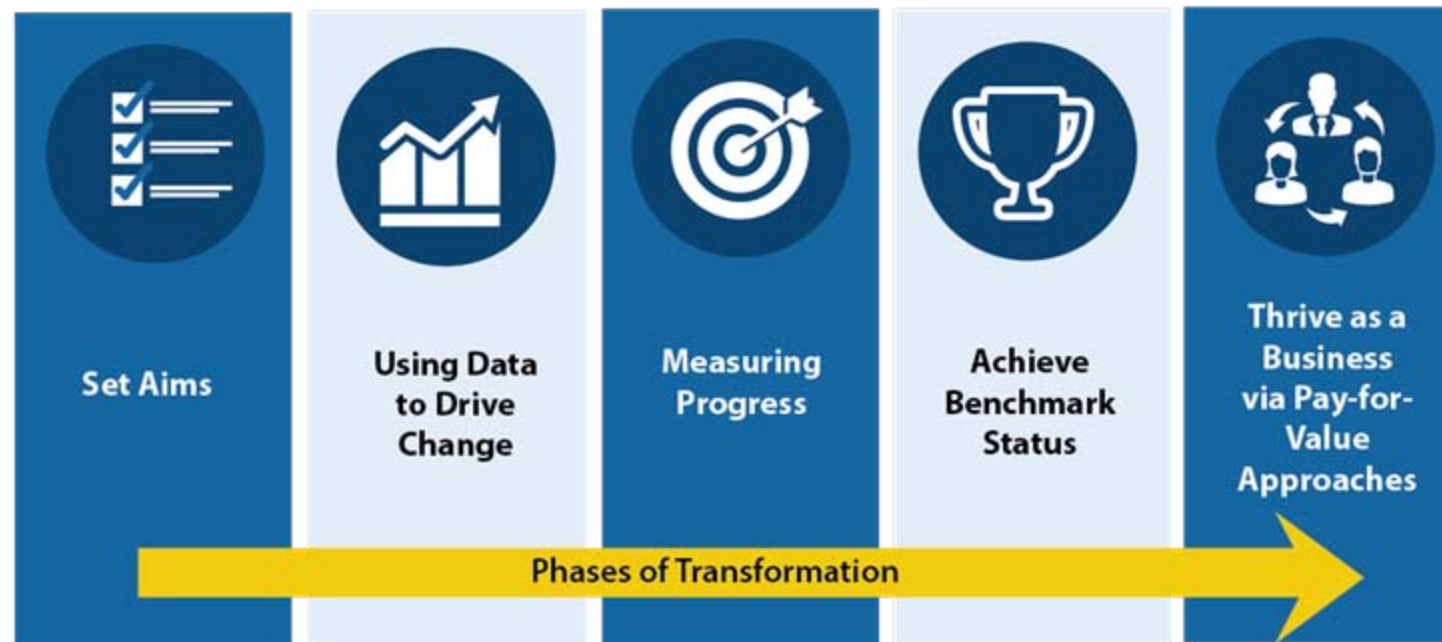 Set Aims
Using Data
to Drive
Change
Measuring
Progress
Achieve
Benchmark
Status
Thrive as a
Business
via Pay-for-
Value
Approaches
Phases of Transformation